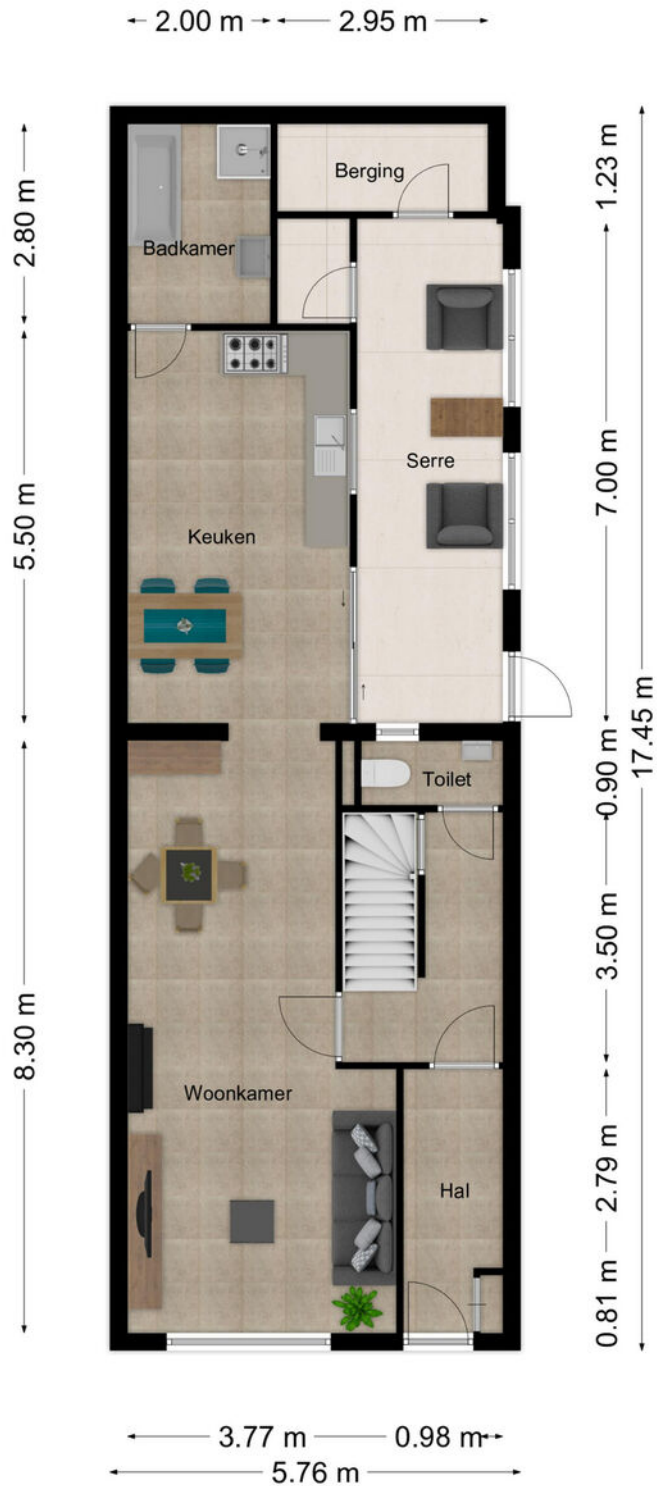 2.00 m
2.95 m
2.80 m
5.50 m
8.30 m
Berging
Badkamer
Serre
Keuken
Toilet
Woonkamer
Hal
1.23 m
7.00 m
0.90 m
3.50 m
2.79 m
0.81 m
17.45 m
3.77 m
0.98 m
5.76 m